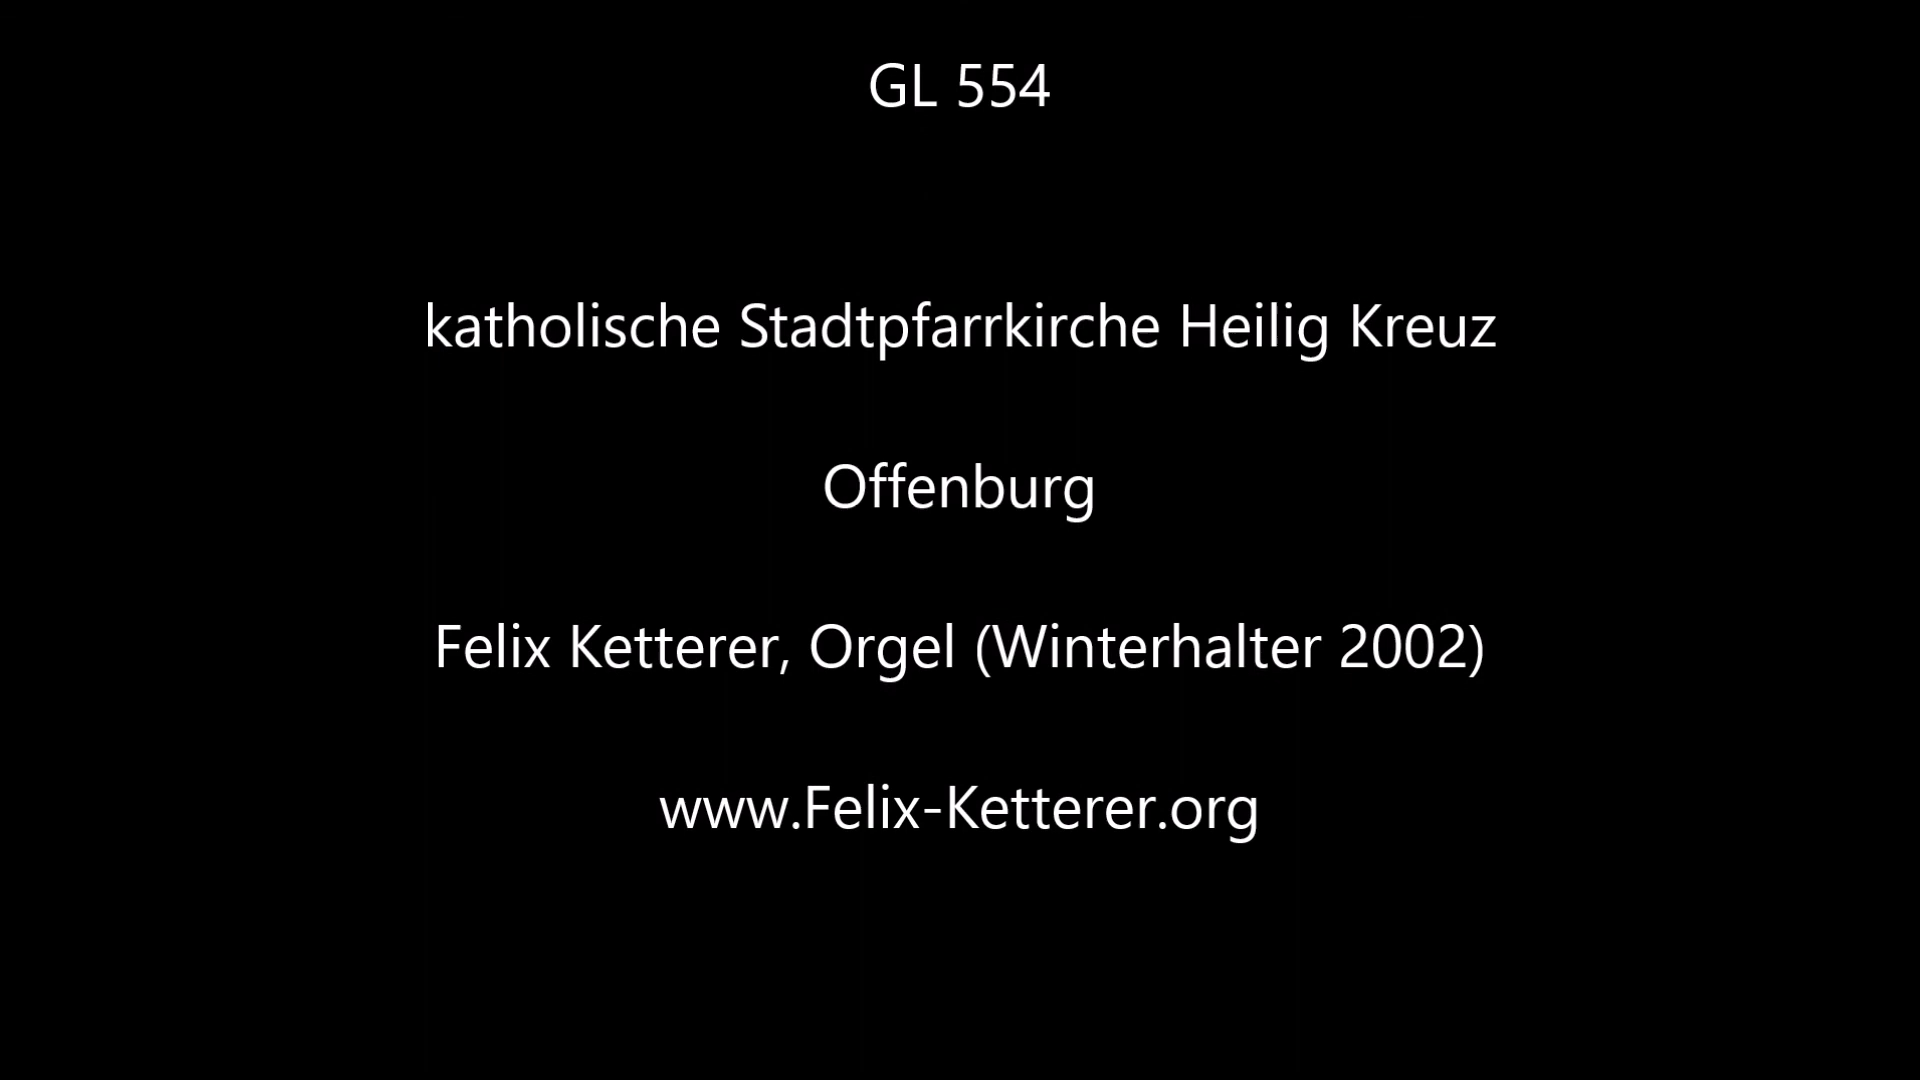 GL 554
katholische Stadtpfarrkirche Heilig Kreuz
Offenburg
Felix Ketterer, Orgel (Winterhalter 2002)
www.Felix-Ketterer.org